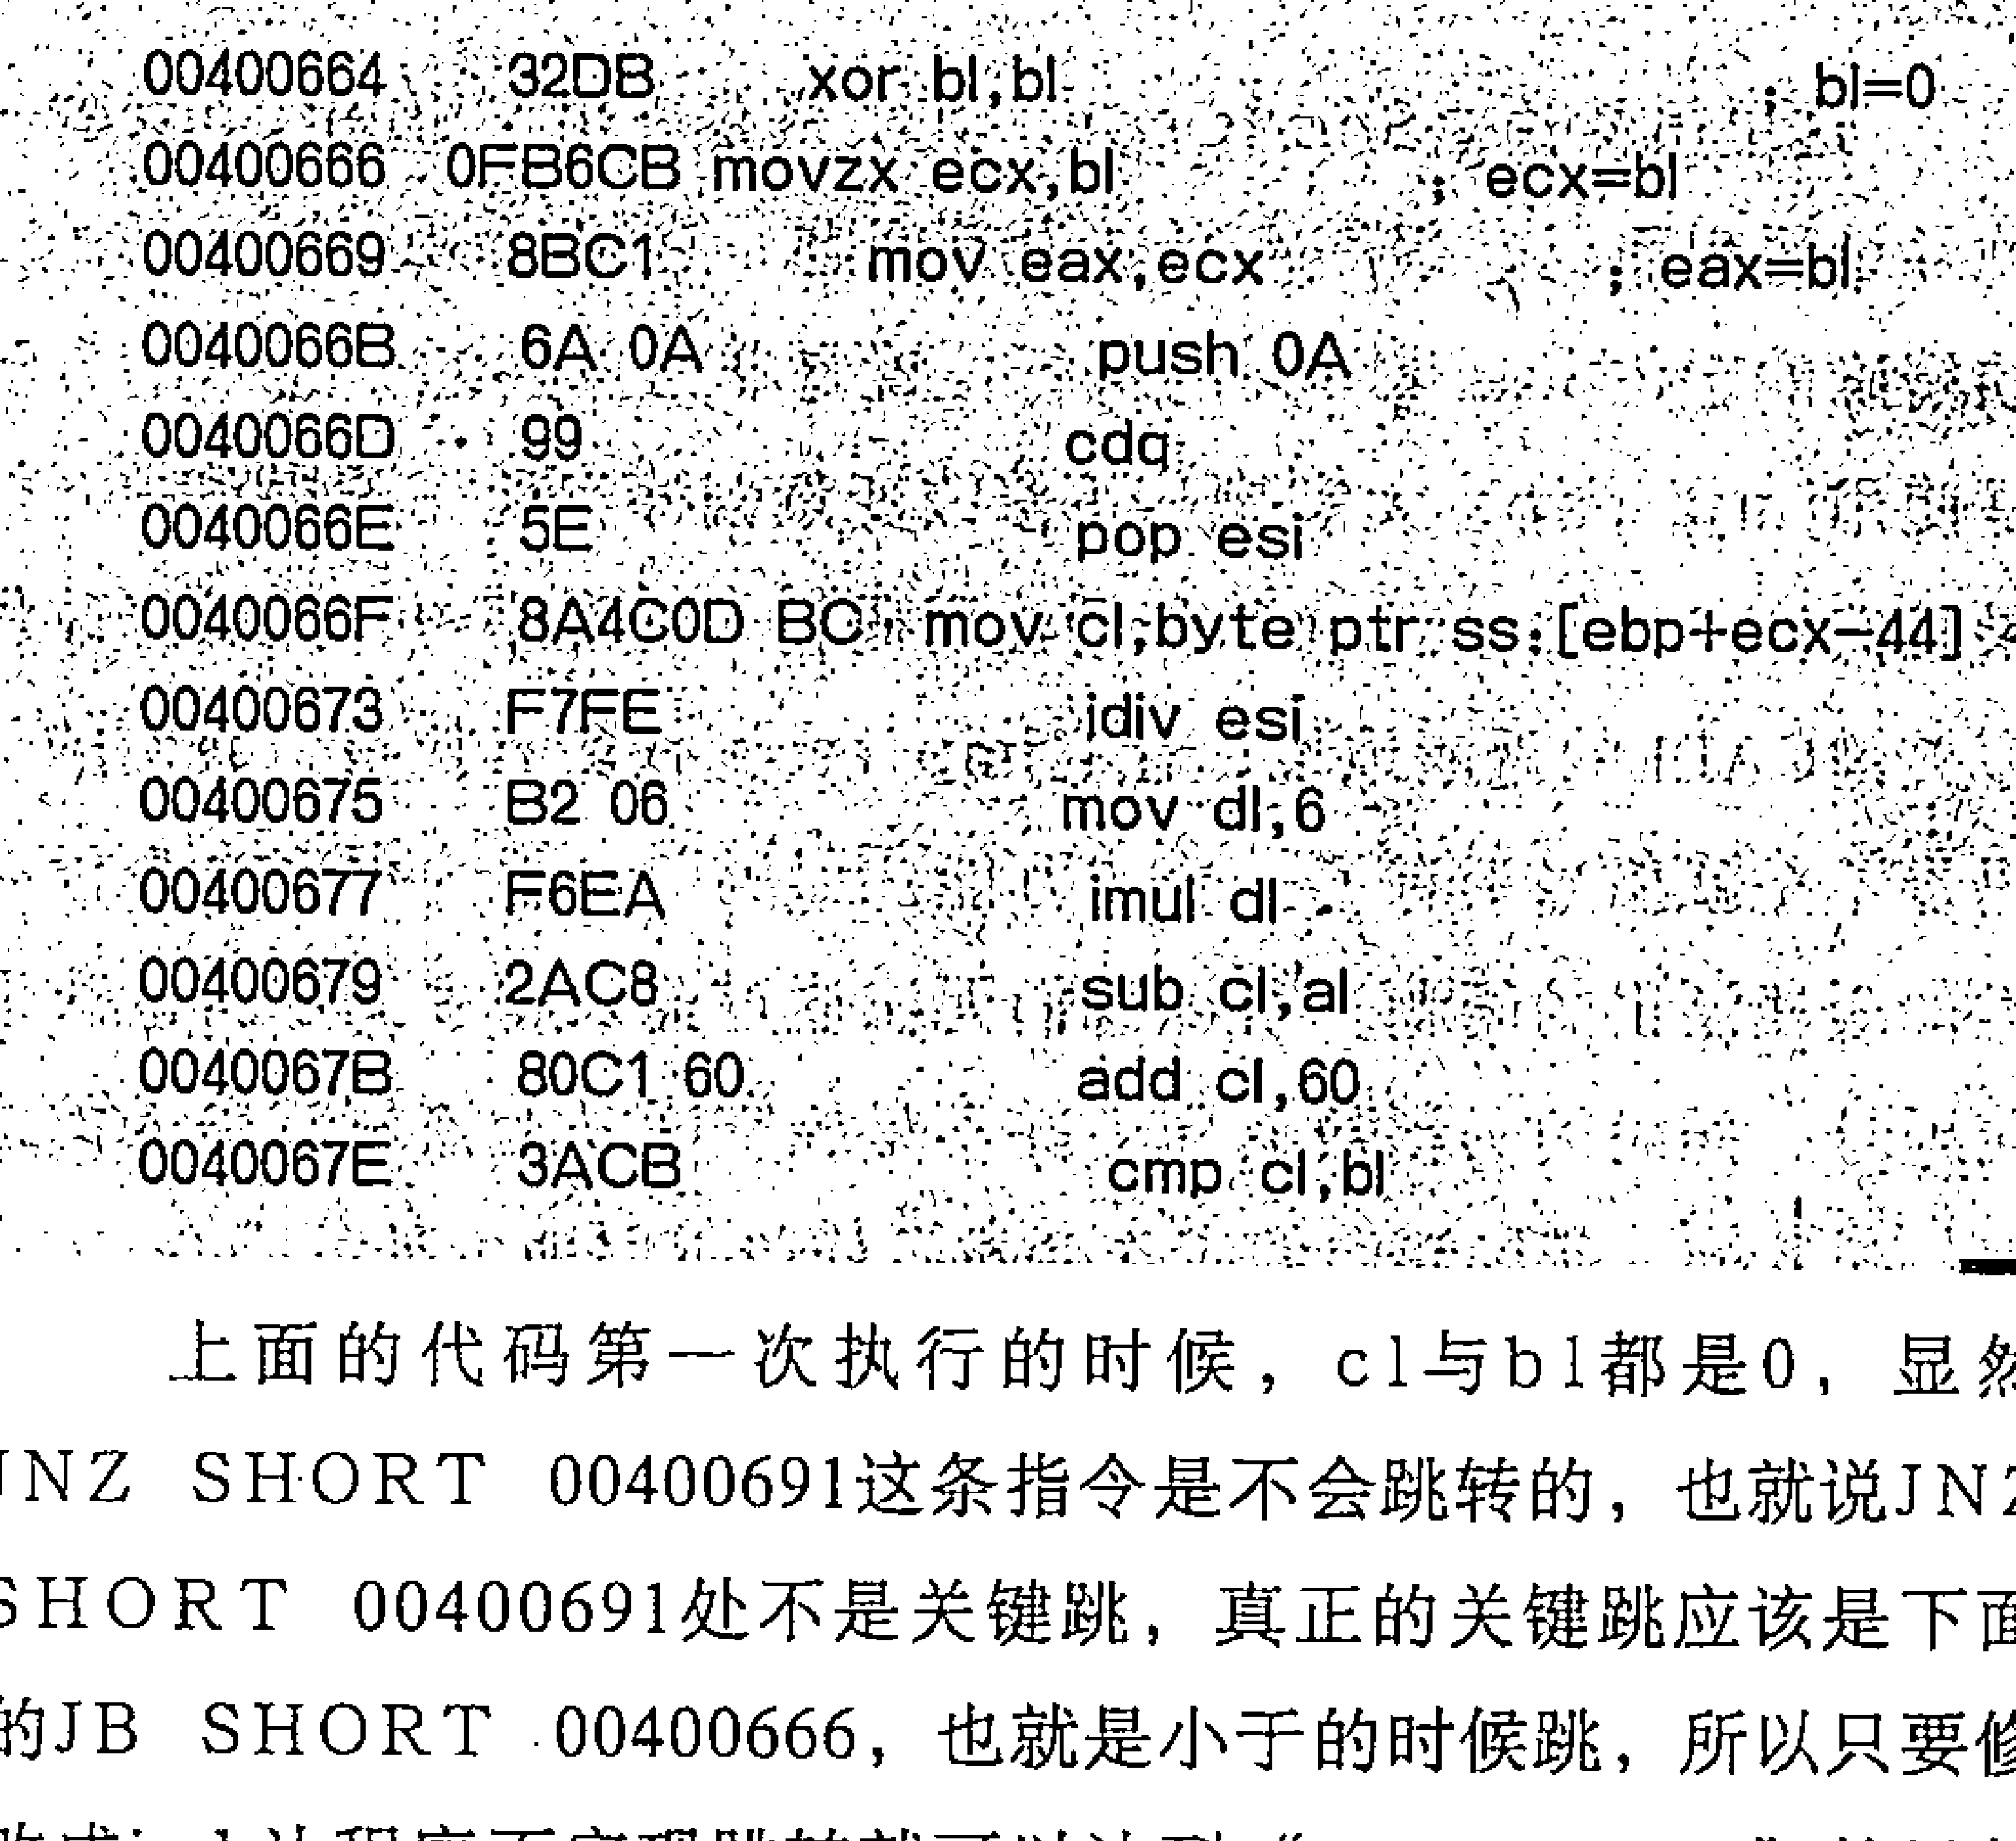 00400664 32DB xor bl,bl ; bl=0
00400666 0FB6CB movzx ecx,bl ; ecx=bl
00400669 8BC1 mov eax,ecx ; eax=bl
0040066B 6A 0A push 0A
0040066D 99 cdq
0040066E 5E pop esi
0040066F 8A4C0D BC mov cl,byte ptr ss:[ebp+ecx-44]
00400673 F7FE idiv esi
00400675 B2 06 mov dl,6
00400677 F6EA imul dl
00400679 2AC8 sub cl,al
0040067B 80C1 60 add cl,60
0040067E 3ACB cmp cl,bl
上面的代码第一次执行的时候，cl与bl都是0，显然
JNZ SHORT 00400691这条指令是不会跳转的，也就说JNZ
SHORT 00400691处不是关键跳，真正的关键跳应该是下面
的JB SHORT 00400666，也就是小于的时候跳，所以只要修